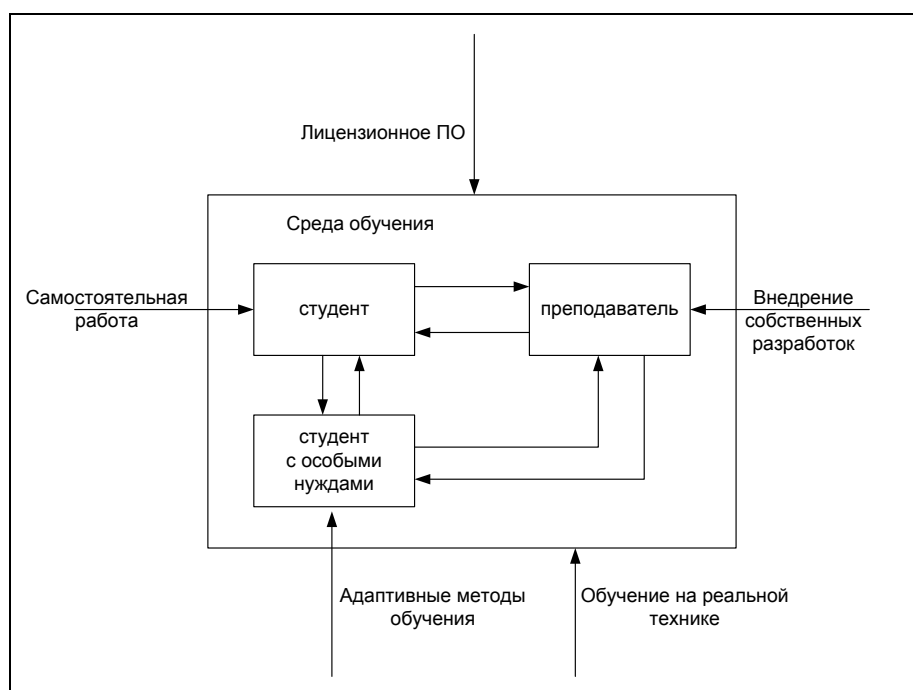 Лицензионное ПО
Среда обучения
Самостоятельная
работа
студент
преподаватель
Внедрение
собственных
разработок
студент
с особыми
нуждами
Адаптивные методы
обучения
Обучение на реальной
технике